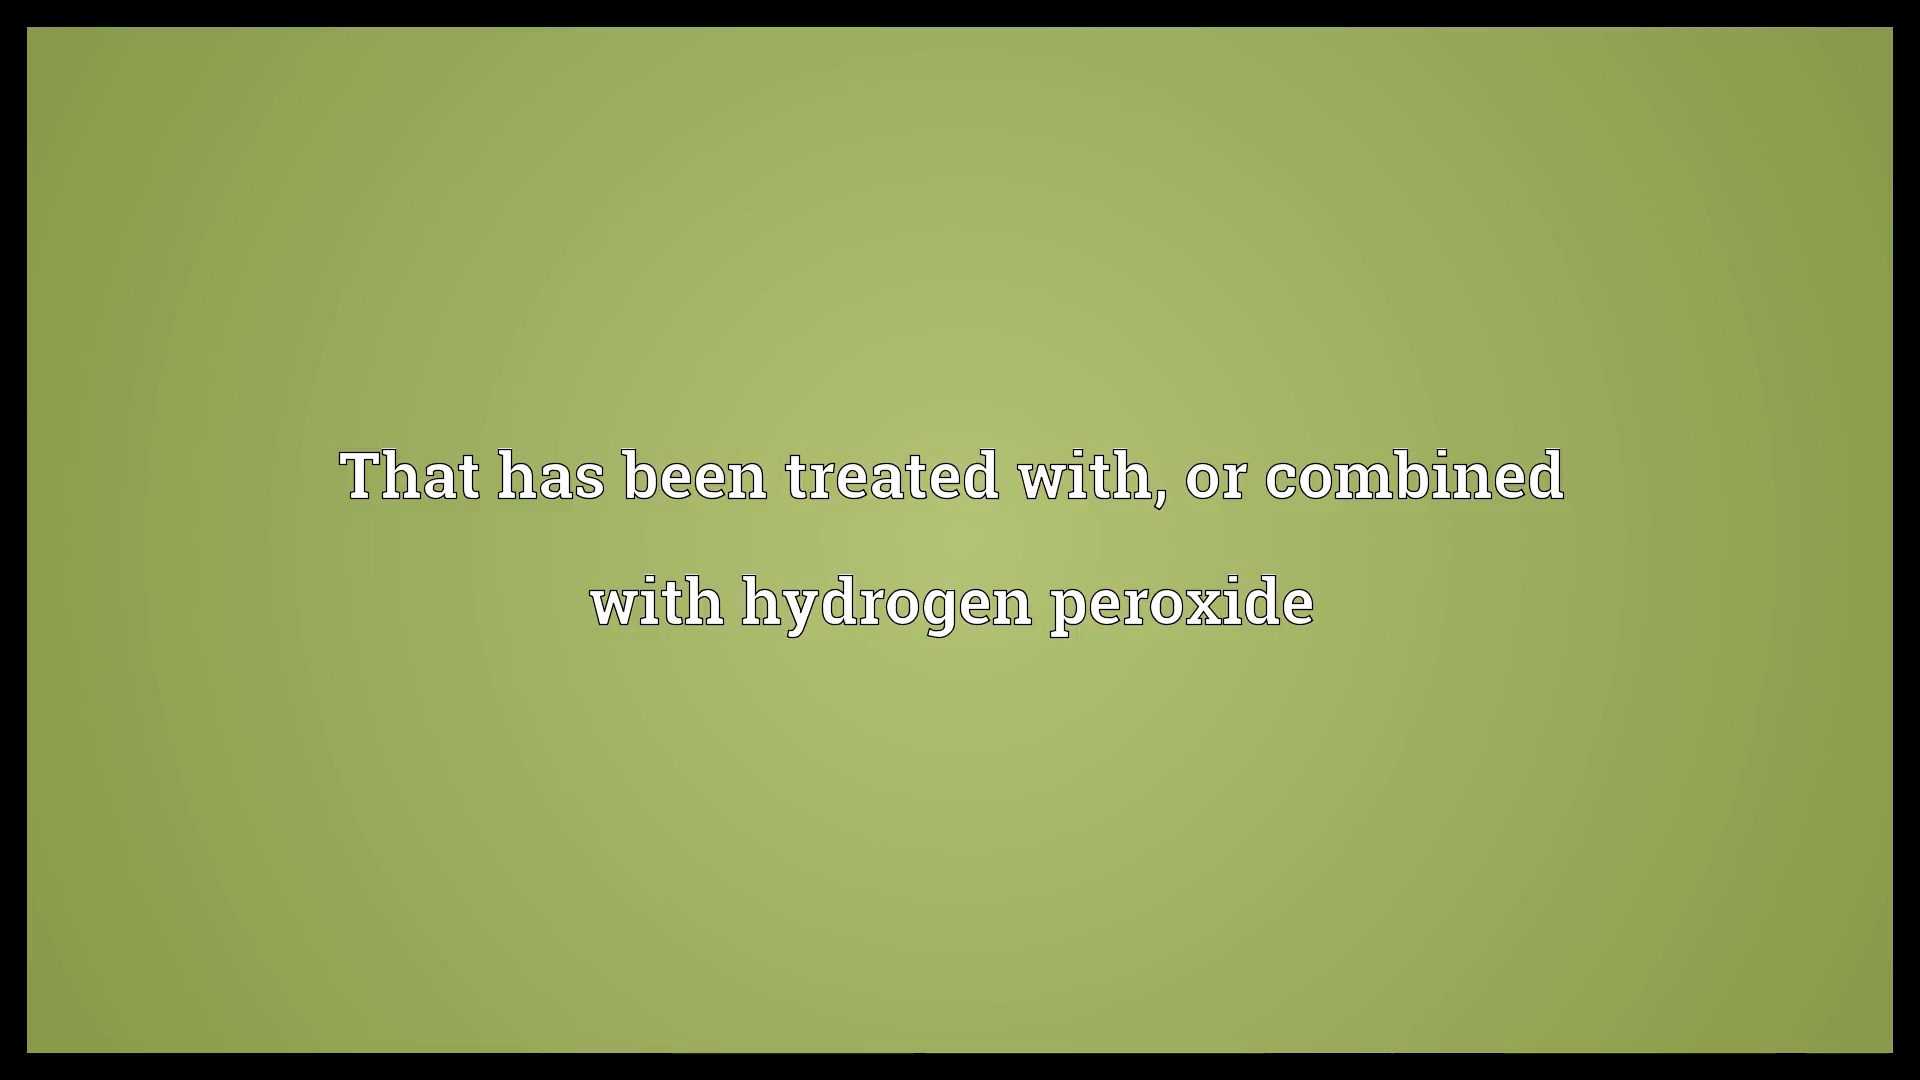 That has been treated with, or combined
with hydrogen peroxide